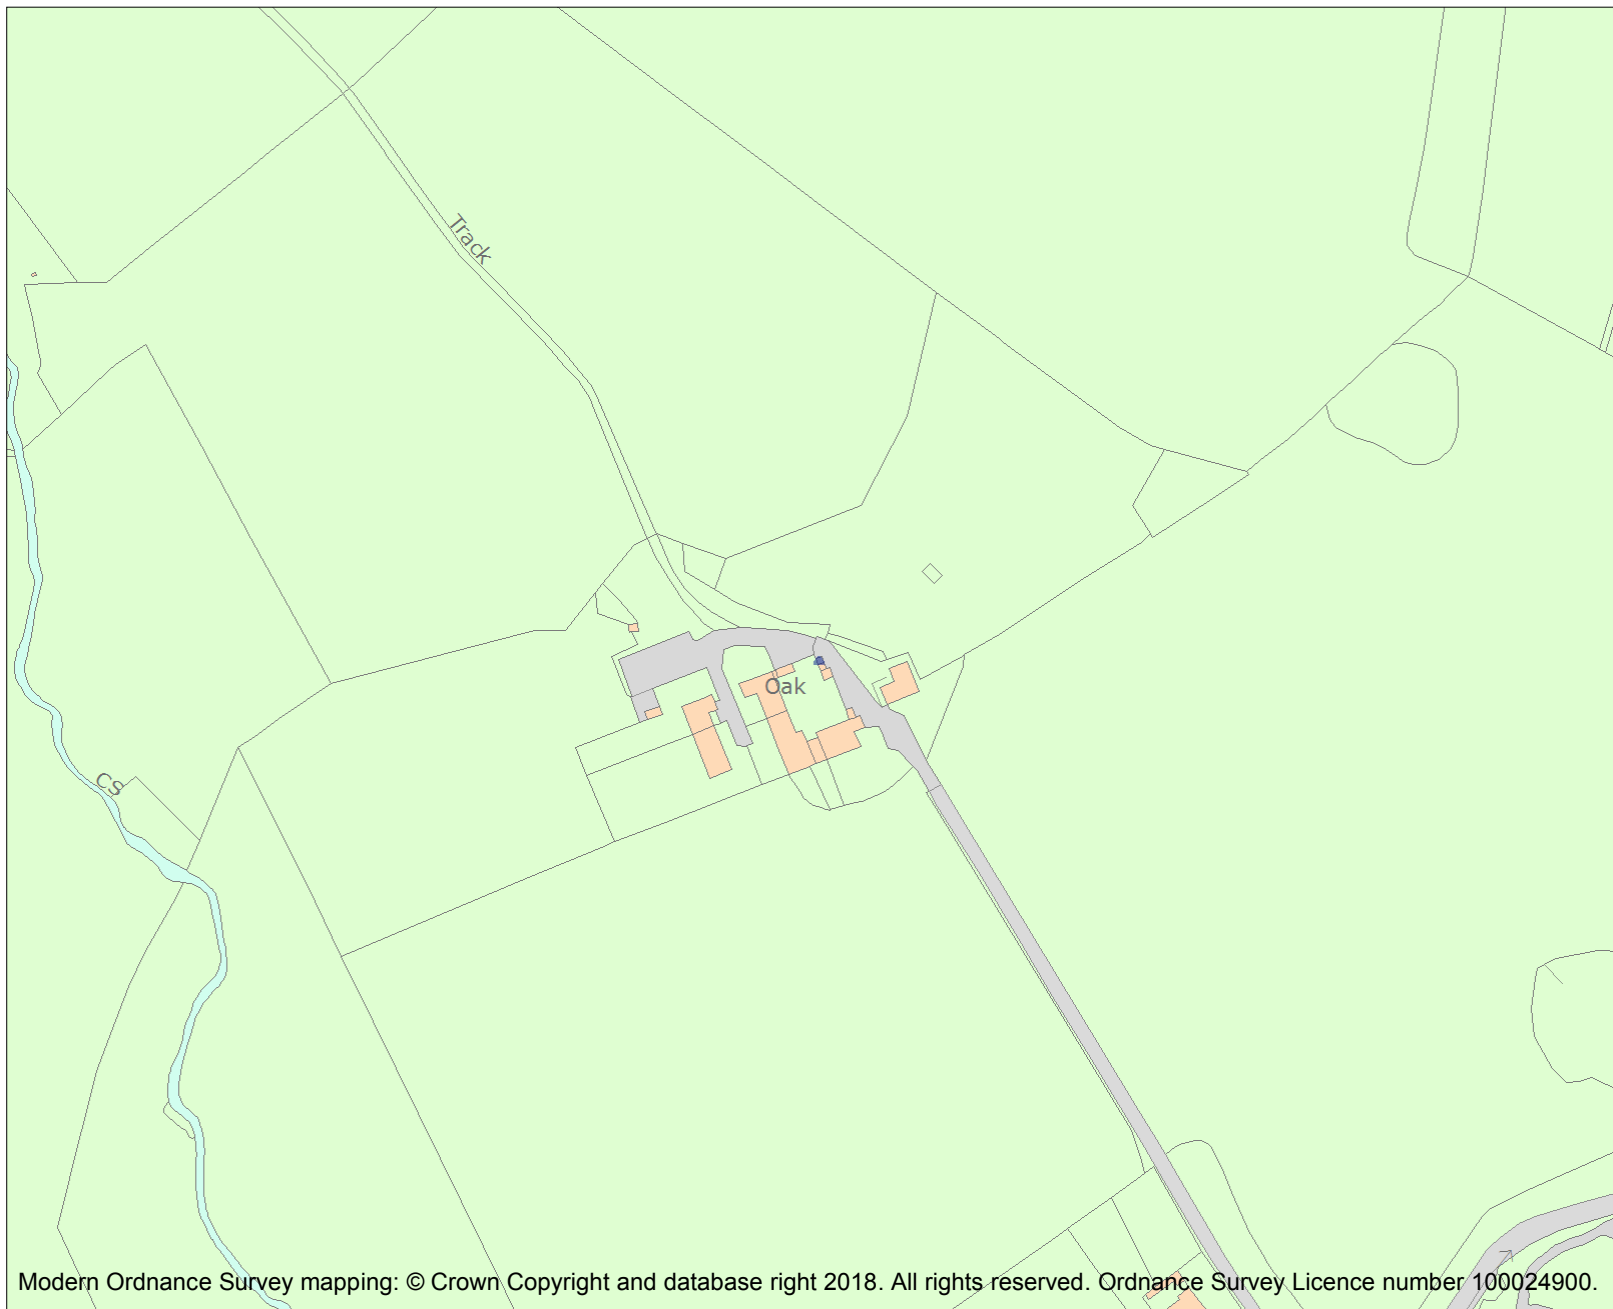 Track
Oak
CS
Modern Ordnance Survey mapping: © Crown Copyright and database right 2018. All rights reserved. Ordnance Survey Licence number 100024900.